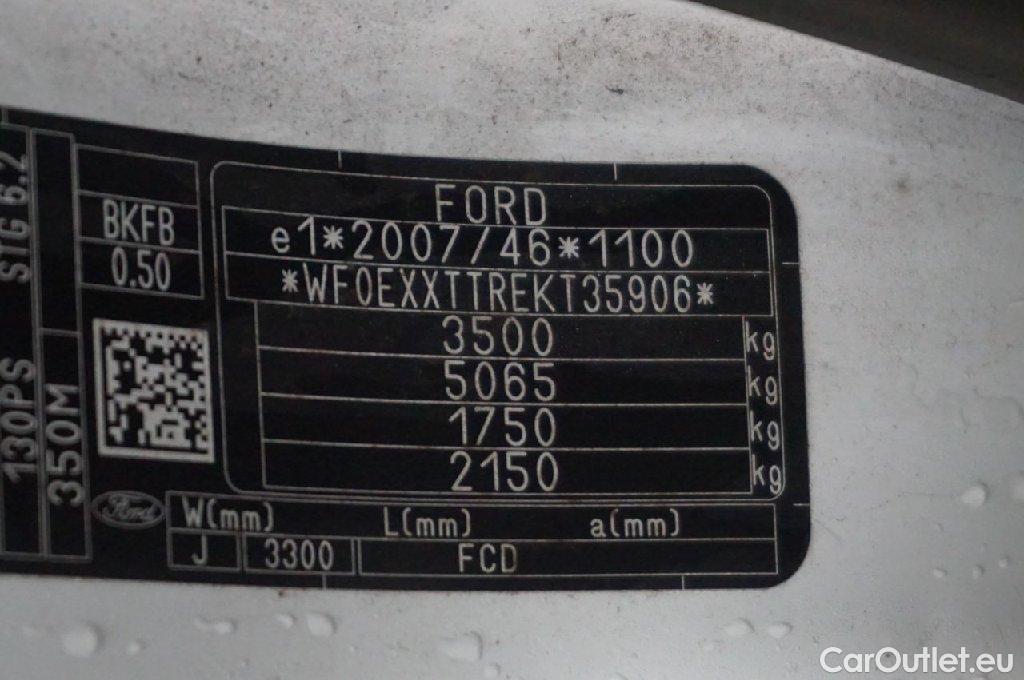 STG 6.2
130PS
350M
BKFB
0.50
FORD
e1*2007/46*1100
*WF0EXXTTREKT35906*
3500 kg
5065 kg
1750 kg
2150 kg
Ford
W(mm) L(mm) a(mm)
J 3300 FCD
CarOutlet.eu